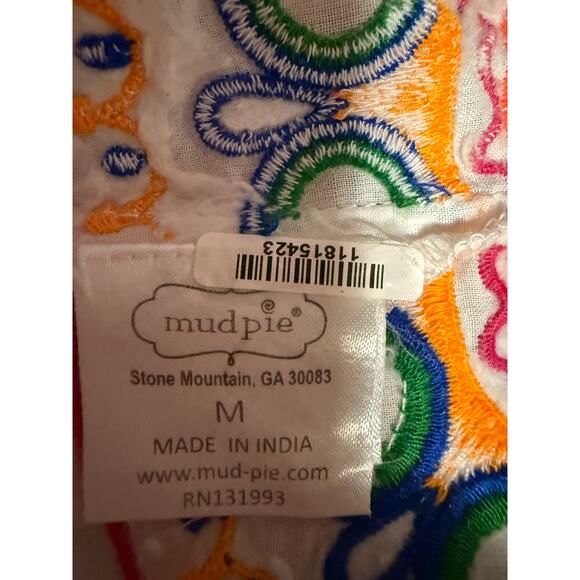 11815423
mudpie®
Stone Mountain, GA 30083
M
MADE IN INDIA
www.mud-pie.com
RN131993